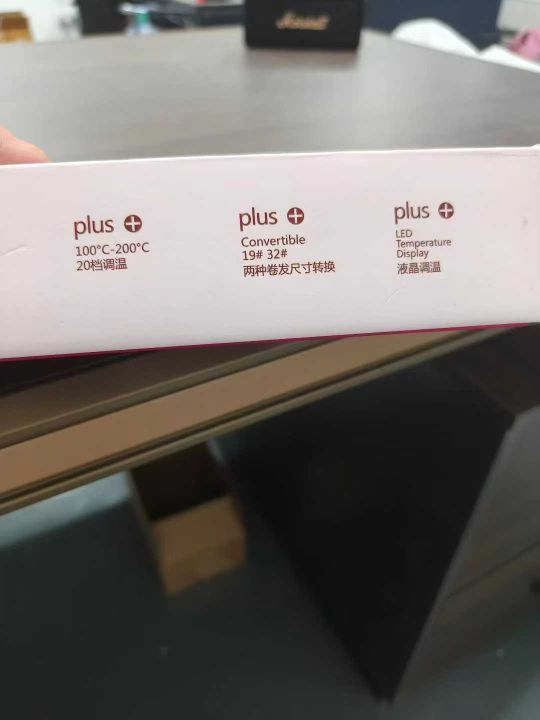 Marshall
plus +
100°C-200°C
20档调温
plus +
Convertible
19# 32#
两种卷发尺寸转换
plus +
LED
Temperature
Display
液晶调温